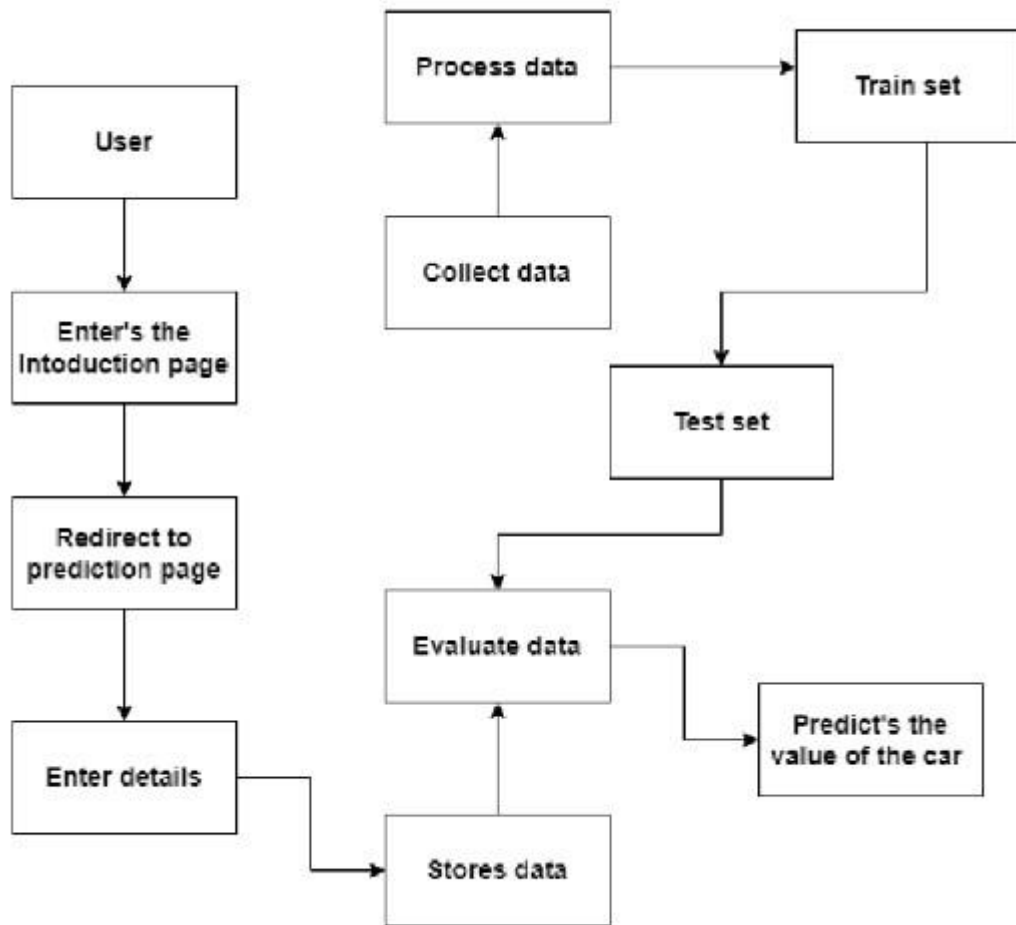 User
Enter's the
Intoduction page
Redirect to
prediction page
Enter details
Process data
Collect data
Train set
Test set
Evaluate data
Stores data
Predict's the
value of the car